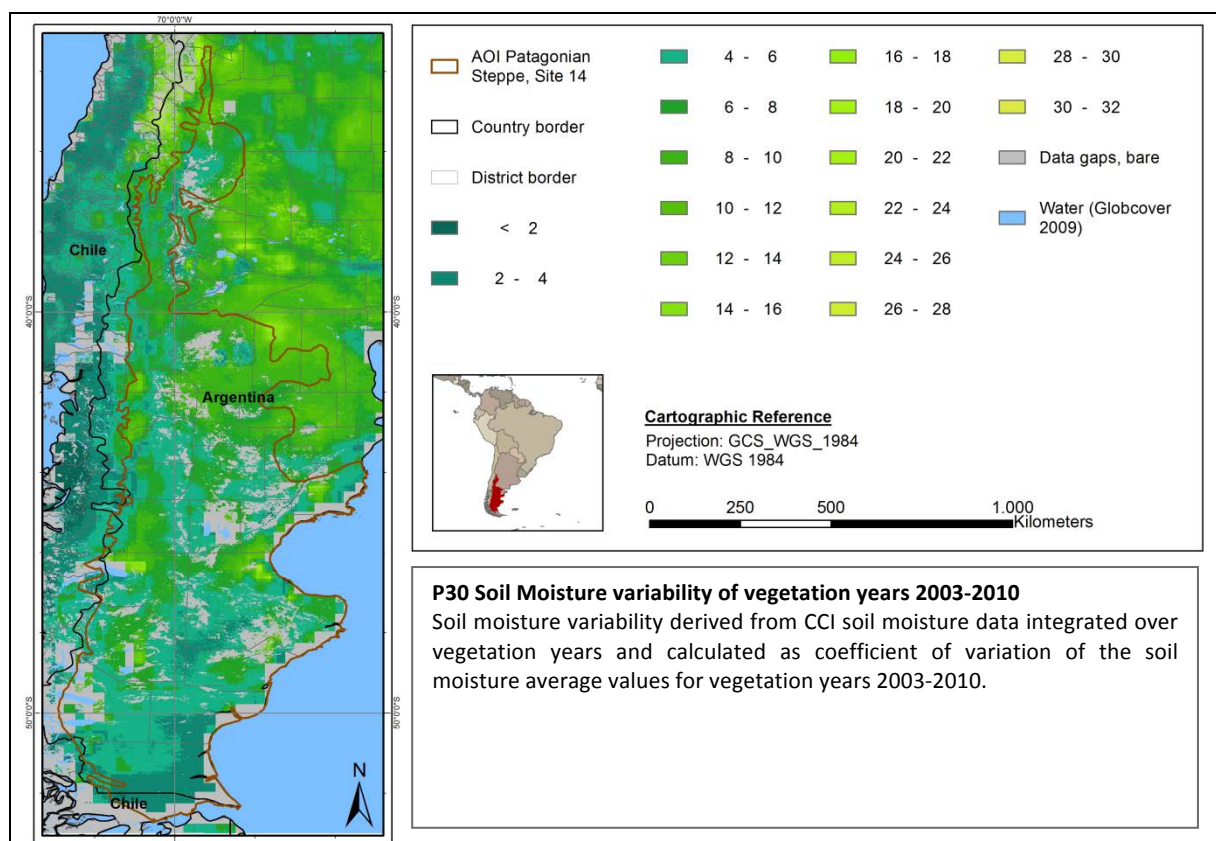 70°0'0"W
40°0'0"S
50°0'0"S
40°0'0"S
50°0'0"S
70°0'0"W
Chile
Argentina
Chile
N
AOI Patagonian
Steppe, Site 14
Country border
District border
< 2
2 - 4
4 - 6
6 - 8
8 - 10
10 - 12
12 - 14
14 - 16
16 - 18
18 - 20
20 - 22
22 - 24
24 - 26
26 - 28
28 - 30
30 - 32
Data gaps, bare
Water (Globcover
2009)
Cartographic Reference
Projection: GCS_WGS_1984
Datum: WGS 1984
0 250 500 1.000
Kilometers
P30 Soil Moisture variability of vegetation years 2003-2010
Soil moisture variability derived from CCI soil moisture data integrated over
vegetation years and calculated as coefficient of variation of the soil
moisture average values for vegetation years 2003-2010.